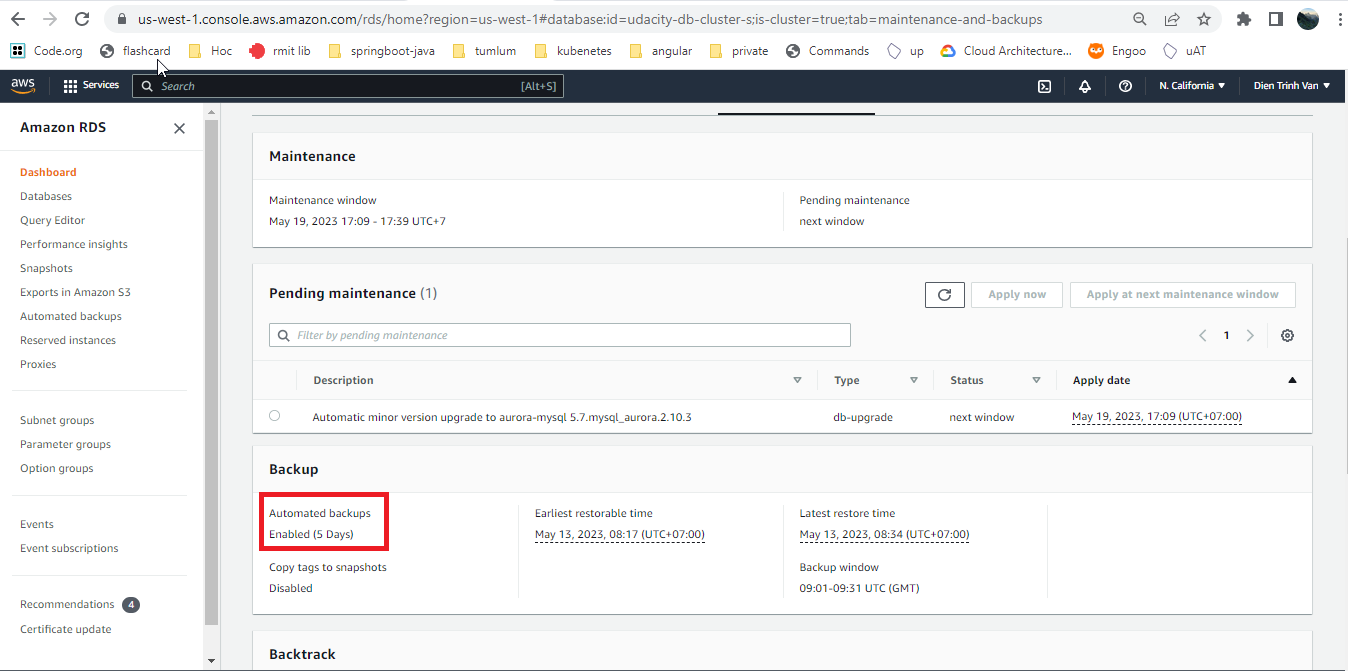 us-west-1.console.aws.amazon.com/rds/home?region=us-west-1#database:id=udacity-db-cluster-s;is-cluster=true;tab=maintenance-and-backups
Code.org flashcard Hoc rmit lib springboot-java tumlum kubenetes angular private Commands up Cloud Architecture... Engoo uAT
aws Services Search [Alt+S] N. California Dien Trinh Van
Amazon RDS
Dashboard
Databases
Query Editor
Performance insights
Snapshots
Exports in Amazon S3
Automated backups
Reserved instances
Proxies
Subnet groups
Parameter groups
Option groups
Events
Event subscriptions
Recommendations 4
Certificate update
Maintenance
Maintenance window Pending maintenance
May 19, 2023 17:09 - 17:39 UTC+7 next window
Pending maintenance (1) Apply now Apply at next maintenance window
Filter by pending maintenance 1
Description Type Status Apply date
Automatic minor version upgrade to aurora-mysql 5.7.mysql_aurora.2.10.3 db-upgrade next window May 19, 2023, 17:09 (UTC+07:00)
Backup
Automated backups Earliest restorable time Latest restore time
Enabled (5 Days) May 13, 2023, 08:17 (UTC+07:00) May 13, 2023, 08:34 (UTC+07:00)
Copy tags to snapshots Backup window
Disabled 09:01-09:31 UTC (GMT)
Backtrack